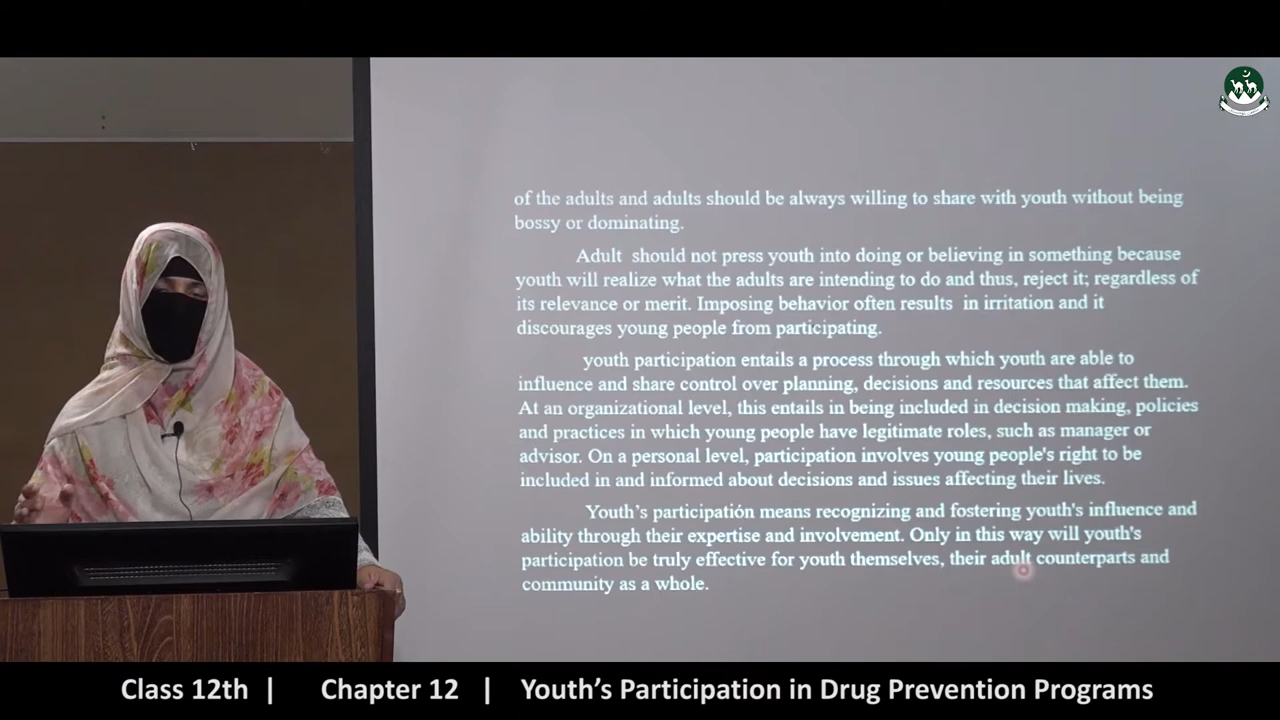 of the adults and adults should be always willing to share with youth without being
bossy or dominating.
Adult should not press youth into doing or believing in something because
youth will realize what the adults are intending to do and thus, reject it; regardless of
its relevance or merit. Imposing behavior often results in irritation and it
discourages young people from participating.
youth participation entails a process through which youth are able to
influence and share control over planning, decisions and resources that affect them.
At an organizational level, this entails in being included in decision making, policies
and practices in which young people have legitimate roles, such as manager or
advisor. On a personal level, participation involves young people's right to be
included in and informed about decisions and issues affecting their lives.
Youth's participation means recognizing and fostering youth's influence and
ability through their expertise and involvement. Only in this way will youth's
participation be truly effective for youth themselves, their adult counterparts and
community as a whole.
Class 12th | Chapter 12 | Youth's Participation in Drug Prevention Programs